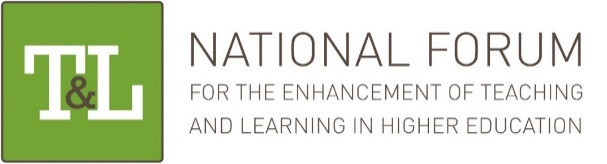 T&L
NATIONAL FORUM
FOR THE ENHANCEMENT OF TEACHING
AND LEARNING IN HIGHER EDUCATION